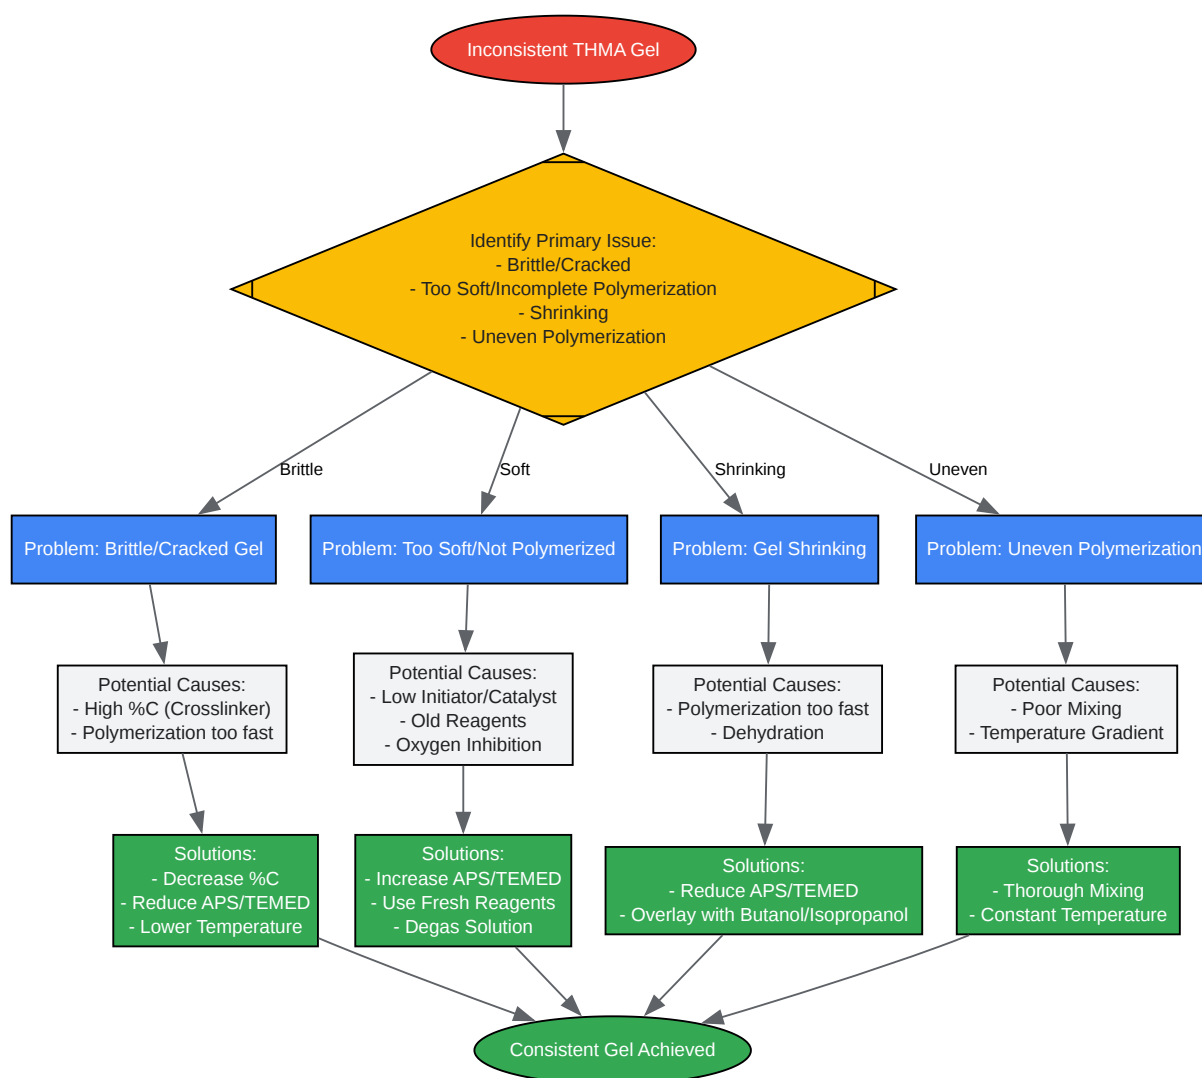 Inconsistent THMA Gel
Identify Primary Issue:
- Brittle/Cracked
- Too Soft/Incomplete Polymerization
- Shrinking
- Uneven Polymerization
Brittle
Soft
Shrinking
Uneven
Problem: Brittle/Cracked Gel
Problem: Too Soft/Not Polymerized
Problem: Gel Shrinking
Problem: Uneven Polymerization
Potential Causes:
- High %C (Crosslinker)
- Polymerization too fast
Potential Causes:
- Low Initiator/Catalyst
- Old Reagents
- Oxygen Inhibition
Potential Causes:
- Polymerization too fast
- Dehydration
Potential Causes:
- Poor Mixing
- Temperature Gradient
Solutions:
- Decrease %C
- Reduce APS/TEMED
- Lower Temperature
Solutions:
- Increase APS/TEMED
- Use Fresh Reagents
- Degas Solution
Solutions:
- Reduce APS/TEMED
- Overlay with Butanol/Isopropanol
Solutions:
- Thorough Mixing
- Constant Temperature
Consistent Gel Achieved